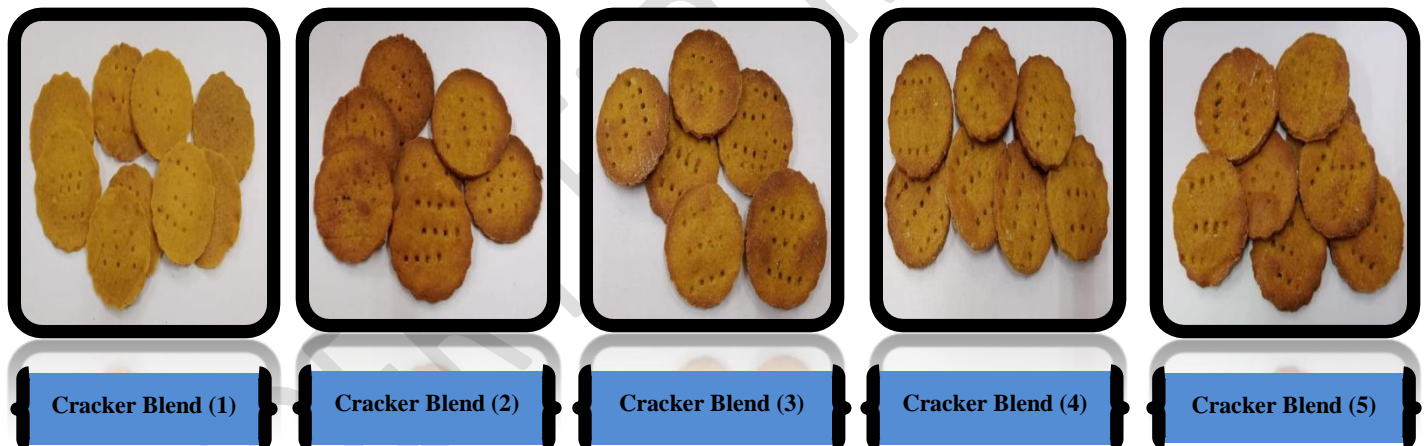 Cracker Blend (1)
Cracker Blend (2)
Cracker Blend (3)
Cracker Blend (4)
Cracker Blend (5)